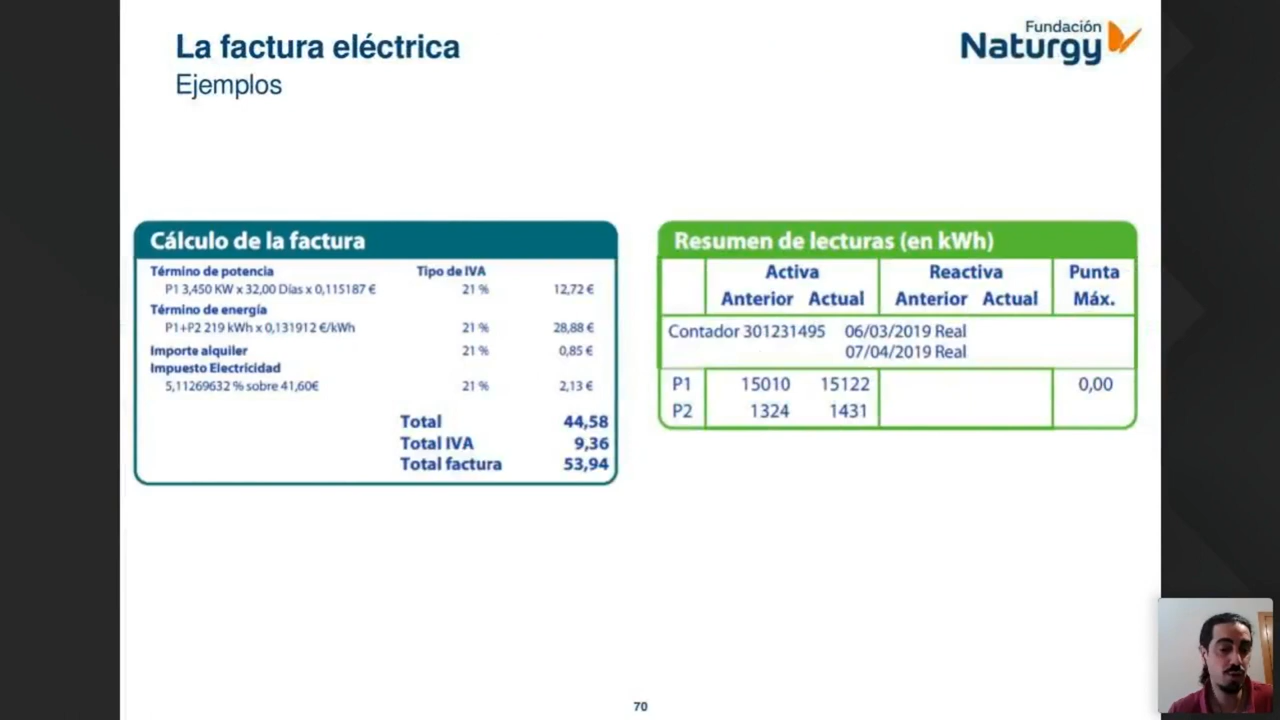 La factura eléctrica
Ejemplos
Fundación
Naturgy
Cálculo de la factura
Término de potencia Tipo de IVA
P1 3,450 KW x 32,00 Días x 0,115187 € 21 % 12,72 €
Término de energía
P1+P2 219 kWh x 0,131912 €/kWh 21 % 28,88 €
Importe alquiler 21 % 0,85 €
Impuesto Electricidad
5,11269632 % sobre 41,60€ 21 % 2,13 €
Total 44,58
Total IVA 9,36
Total factura 53,94
Resumen de lecturas (en kWh)
Activa Reactiva Punta
Anterior Actual Anterior Actual Máx.
Contador 301231495 06/03/2019 Real
07/04/2019 Real
P1 15010 15122 0,00
P2 1324 1431
70